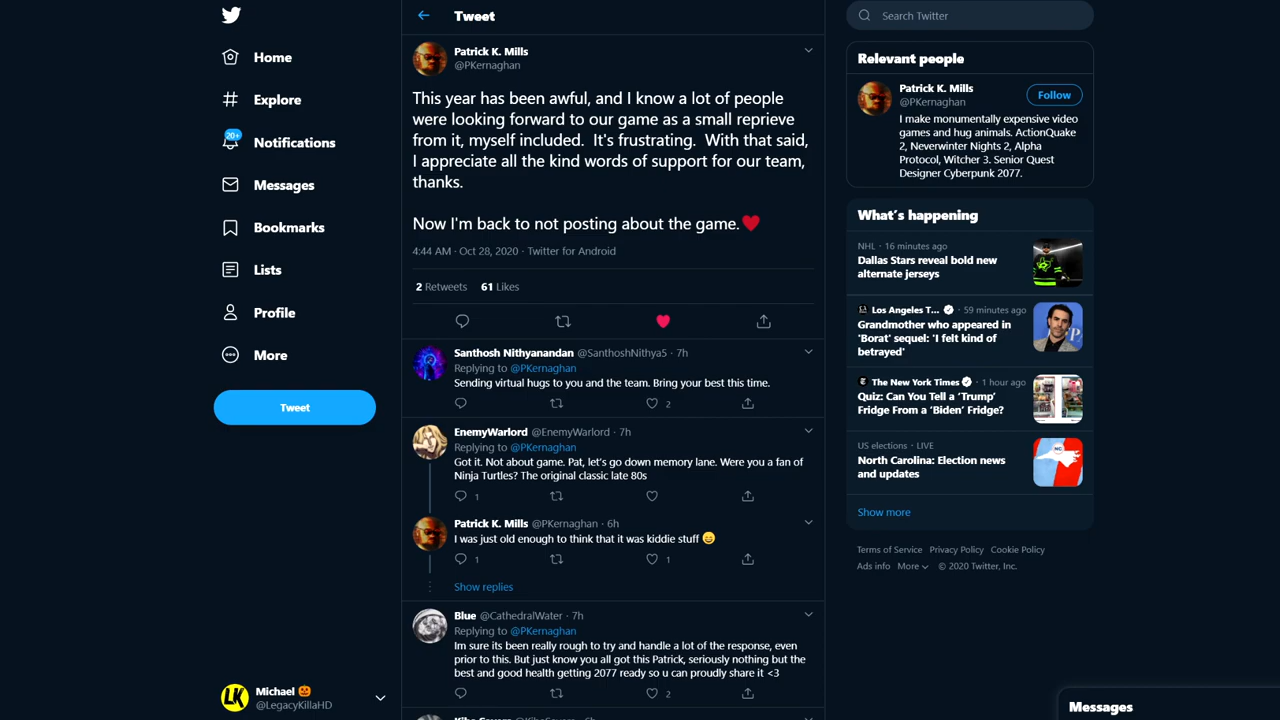 Home
Explore
20+
Notifications
Messages
Bookmarks
Lists
Profile
More
Tweet
Michael
@LegacyKillaHD
Tweet
Patrick K. Mills
@PKernaghan
This year has been awful, and I know a lot of people
were looking forward to our game as a small reprieve
from it, myself included.  It's frustrating.  With that said,
I appreciate all the kind words of support for our team,
thanks.
Now I'm back to not posting about the game.❤️
4:44 AM · Oct 28, 2020 · Twitter for Android
2 Retweets 61 Likes
Santhosh Nithyanandan @SanthoshNithya5 · 7h
Replying to @PKernaghan
Sending virtual hugs to you and the team. Bring your best this time.
2
EnemyWarlord @EnemyWarlord · 7h
Replying to @PKernaghan
Got it. Not about game. Pat, let's go down memory lane. Were you a fan of
Ninja Turtles? The original classic late 80s
1
Patrick K. Mills @PKernaghan · 6h
I was just old enough to think that it was kiddie stuff 😄
1 1
Show replies
Blue @CathedralWater · 7h
Replying to @PKernaghan
Im sure its been really rough to try and handle a lot of the response, even
prior to this. But just know you all got this Patrick, seriously nothing but the
best and good health getting 2077 ready so u can proudly share it <3
2
Search Twitter
Relevant people
Patrick K. Mills
@PKernaghan
Follow
I make monumentally expensive video
games and hug animals. ActionQuake
2, Neverwinter Nights 2, Alpha
Protocol, Witcher 3. Senior Quest
Designer Cyberpunk 2077.
What's happening
NHL · 16 minutes ago
Dallas Stars reveal bold new
alternate jerseys
Los Angeles T... · 59 minutes ago
Grandmother who appeared in
'Borat' sequel: 'I felt kind of
betrayed'
The New York Times · 1 hour ago
Quiz: Can You Tell a 'Trump'
Fridge From a 'Biden' Fridge?
US elections · LIVE
North Carolina: Election news
and updates
Show more
Terms of Service Privacy Policy Cookie Policy
Ads info More © 2020 Twitter, Inc.
Messages